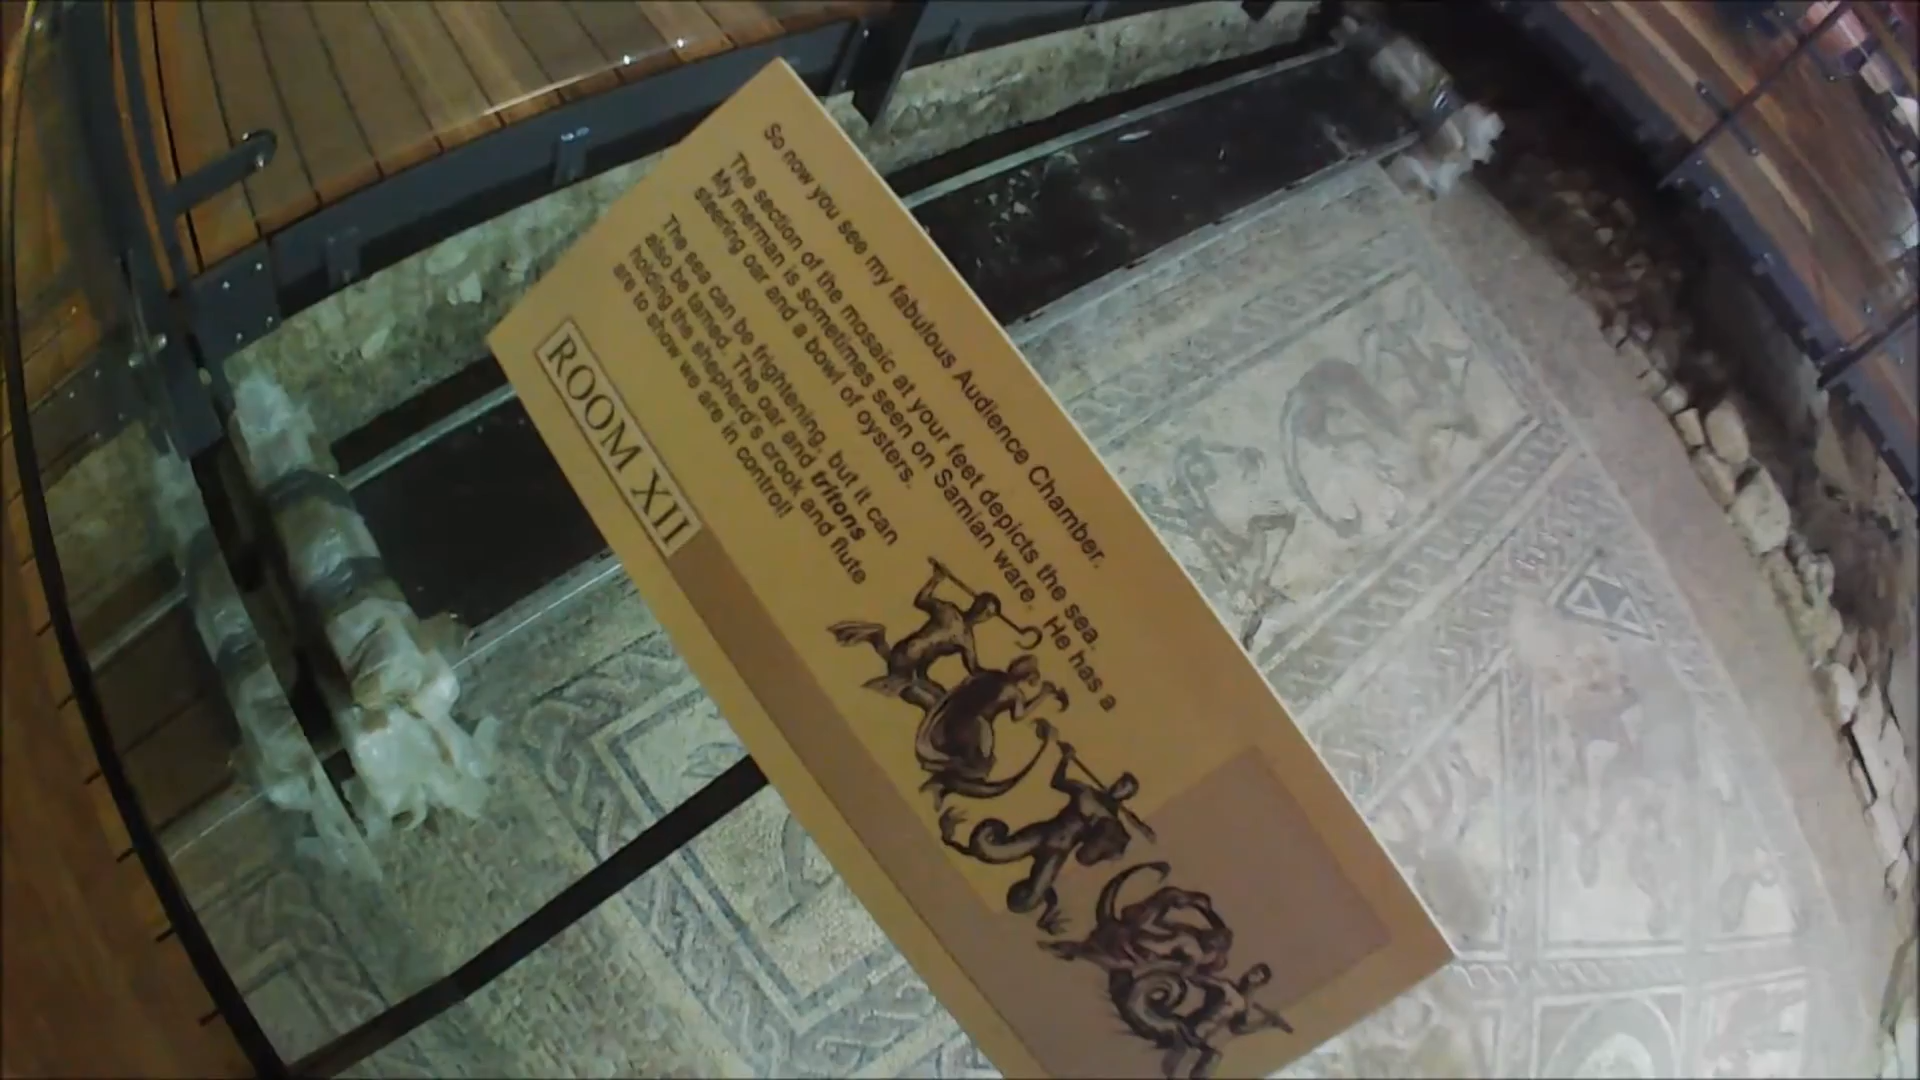 So now you see my fabulous Audience Chamber.
The section of the mosaic at your feet depicts the sea.
My merman is sometimes seen on Samian ware. He has a
steering oar and a bowl of oysters.
The sea can be frightening, but it can
also be tamed. The oar and tritons
holding the shepherd's crook and flute
are to show we are in control!
ROOM XII